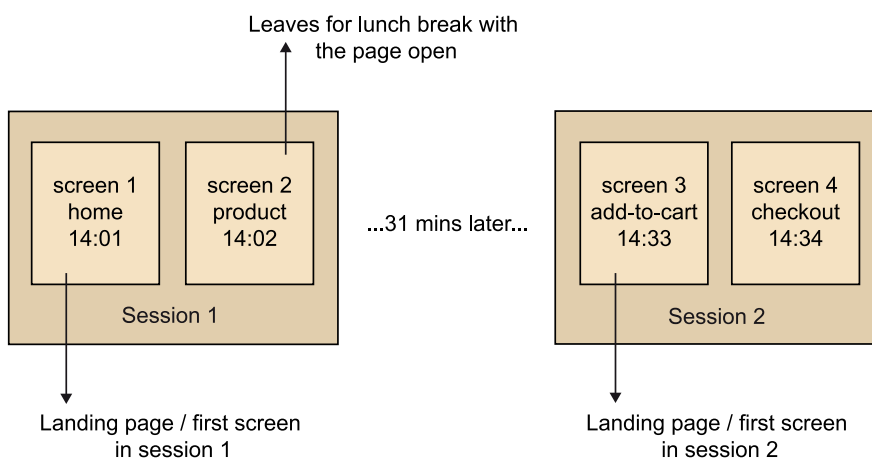 Leaves for lunch break with
the page open
screen 1
home
14:01
screen 2
product
14:02
Session 1
...31 mins later...
screen 3
add-to-cart
14:33
screen 4
checkout
14:34
Session 2
Landing page / first screen
in session 1
Landing page / first screen
in session 2